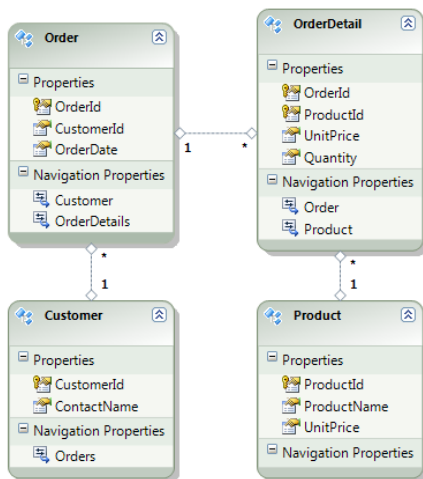 Order
Properties
OrderId
CustomerId
OrderDate
Navigation Properties
Customer
OrderDetails
1
*
OrderDetail
Properties
OrderId
ProductId
UnitPrice
Quantity
Navigation Properties
Order
Product
*
1
*
1
Customer
Properties
CustomerId
ContactName
Navigation Properties
Orders
Product
Properties
ProductId
ProductName
UnitPrice
Navigation Properties